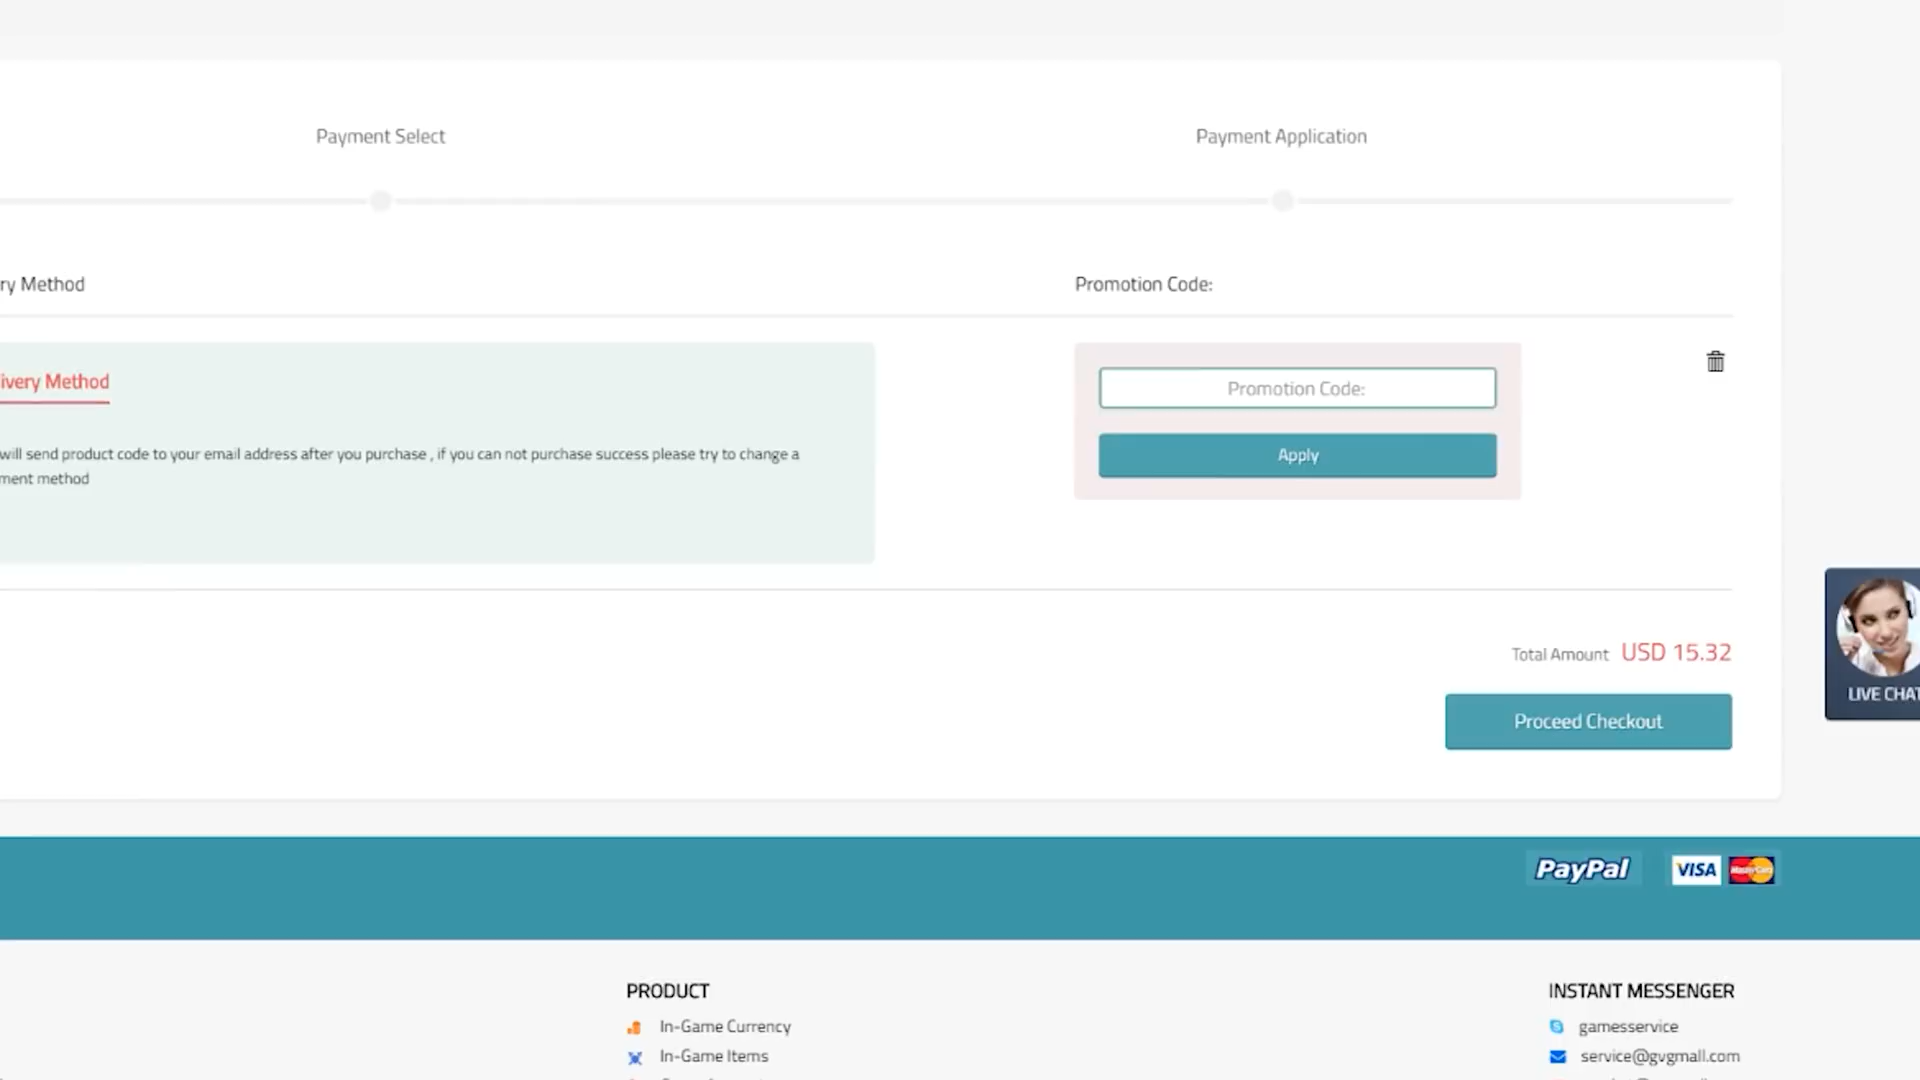 Payment Select
Payment Application
ry Method
Promotion Code:
ivery Method
Promotion Code:
will send product code to your email address after you purchase , if you can not purchase success please try to change a
ment method
Apply
Total Amount USD 15.32
Proceed Checkout
LIVE CHAT
PayPal VISA MasterCard
PRODUCT
In-Game Currency
In-Game Items
INSTANT MESSENGER
gamesservice
service@gvgmall.com